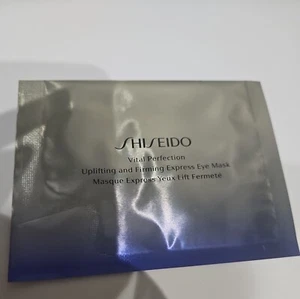 SHISEIDO
Vital Perfection
Uplifting and Firming Express Eye Mask
Masque Express Yeux Lift Fermeté